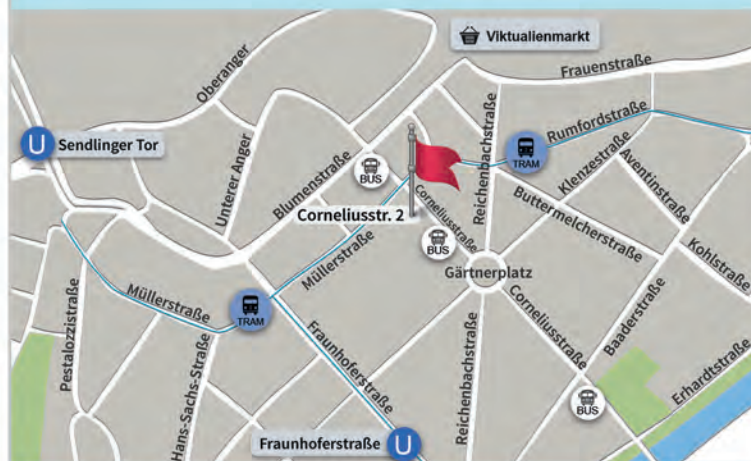 Viktualienmarkt
Frauenstraße
Oberanger
Rumfordstraße
Reichenbachstraße
U Sendlinger Tor
TRAM
Klenzestraße
Aventinstraße
Unterer Anger
Blumenstraße
BUS
Corneliusstraße
Buttermelcherstraße
Corneliusstr. 2
BUS
Kohlstraße
Müllerstraße
Gärtnerplatz
Müllerstraße
TRAM
Corneliusstraße
Baaderstraße
Pestalozzistraße
Fraunhoferstraße
Hans-Sachs-Straße
Reichenbachstraße
Erhardtstraße
BUS
Fraunhoferstraße U